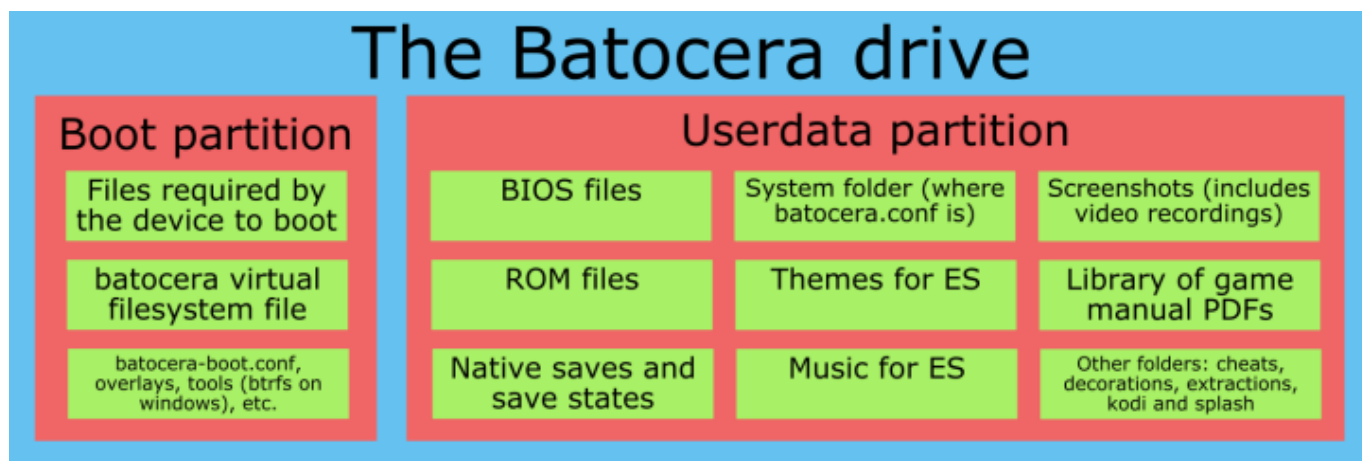 The Batocera drive
Boot partition
Files required by
the device to boot
batocera virtual
filesystem file
batocera-boot.conf,
overlays, tools (btrfs on
windows), etc.
Userdata partition
BIOS files
System folder (where
batocera.conf is)
Screenshots (includes
video recordings)
ROM files
Themes for ES
Library of game
manual PDFs
Native saves and
save states
Music for ES
Other folders: cheats,
decorations, extractions,
kodi and splash